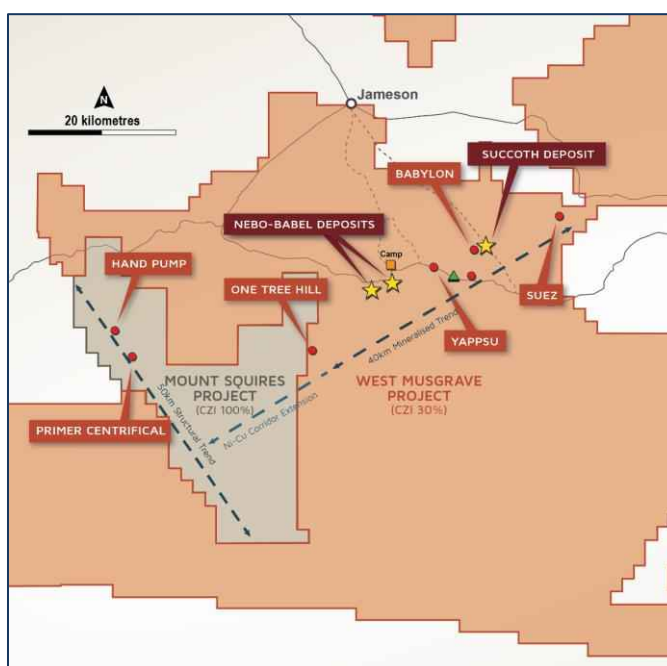 N
20 kilometres
Jameson
SUCCOTH DEPOSIT
BABYLON
NEBO-BABEL DEPOSITS
HAND PUMP
Camp
ONE TREE HILL
SUEZ
YAPPSU
40km Mineralised Trend
MOUNT SQUIRES
PROJECT
(CZI 100%)
WEST MUSGRAVE
PROJECT
(CZI 30%)
PRIMER CENTRIFICAL
50km Structural Trend
Ni-Cu Corridor Extension